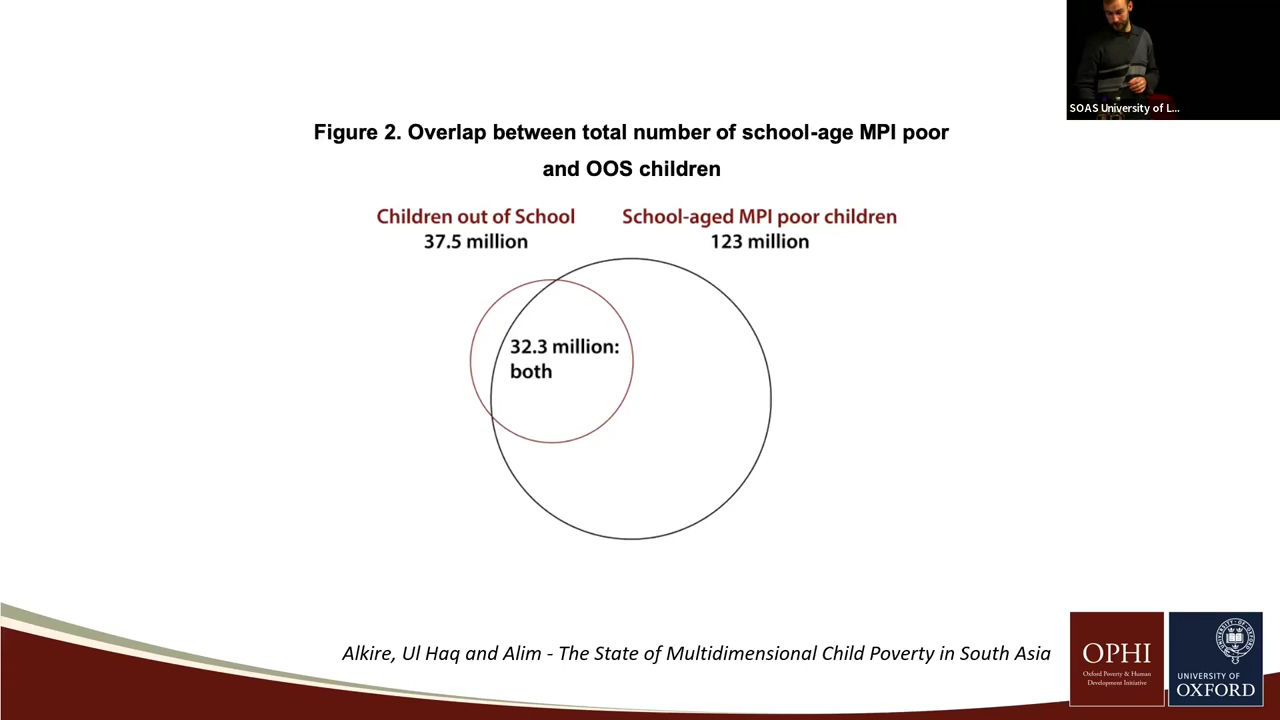 SOAS University of L...
Figure 2. Overlap between total number of school-age MPI poor
and OOS children
Children out of School
37.5 million
School-aged MPI poor children
123 million
32.3 million:
both
Alkire, Ul Haq and Alim - The State of Multidimensional Child Poverty in South Asia
OPHI
Oxford Poverty & Human
Development Initiative
UNIVERSITY OF
OXFORD